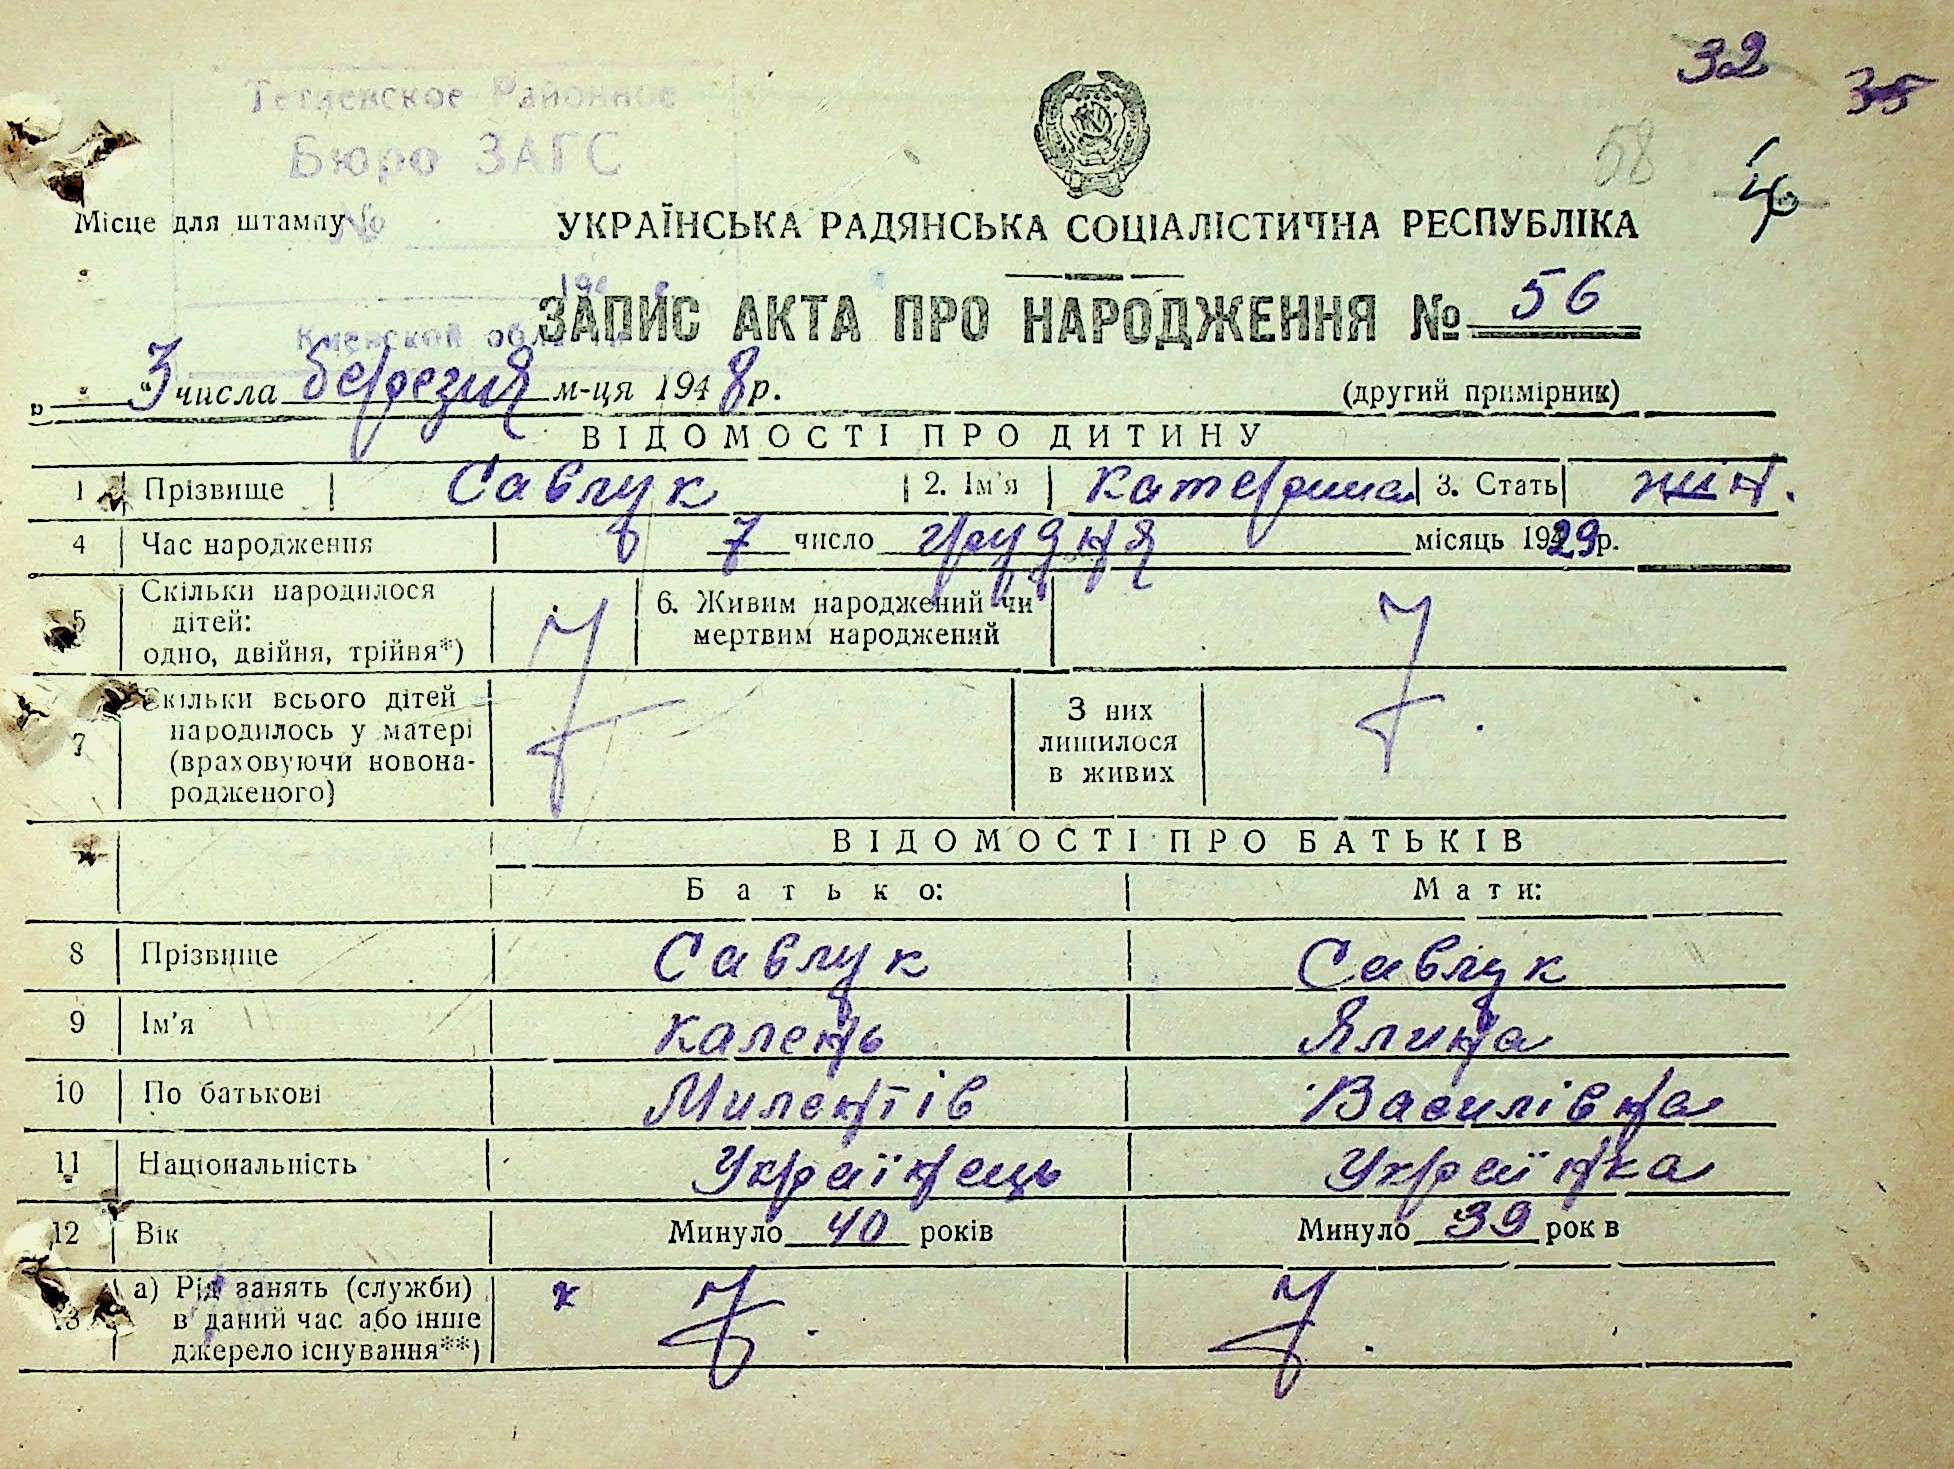 32
35
Тетиевское Районное
Бюро ЗАГС
58
Місце для штампу
№
УКРАЇНСЬКА РАДЯНСЬКА СОЦІАЛІСТИЧНА РЕСПУБЛІКА
194
ЗАПИС АКТА ПРО НАРОДЖЕННЯ № 56
Киевской обл
„ 3 " числа березня м-ця 1948 р. (другий примірник)
ВІДОМОСТІ ПРО ДИТИНУ
1 Прізвище Савлук 2. Ім'я Катерина 3. Стать жін.
4 Час народження 7 число грудня місяць 1929 р.
5 Скільки народилося дітей: одно, двійня, трійня*) 6. Живим народжений чи мертвим народжений
7 Скільки всього дітей народилось у матері (враховуючи новонародженого) З них лишилося в живих
ВІДОМОСТІ ПРО БАТЬКІВ
Батько: Мати:
8 Прізвище Савлук Савлук
9 Ім'я Калень Ялина
10 По батькові Милентів Василівна
11 Національність Українець Українка
12 Вік Минуло 40 років Минуло 39 років
13 а) Рід занять (служби) в даний час або інше джерело існування**)